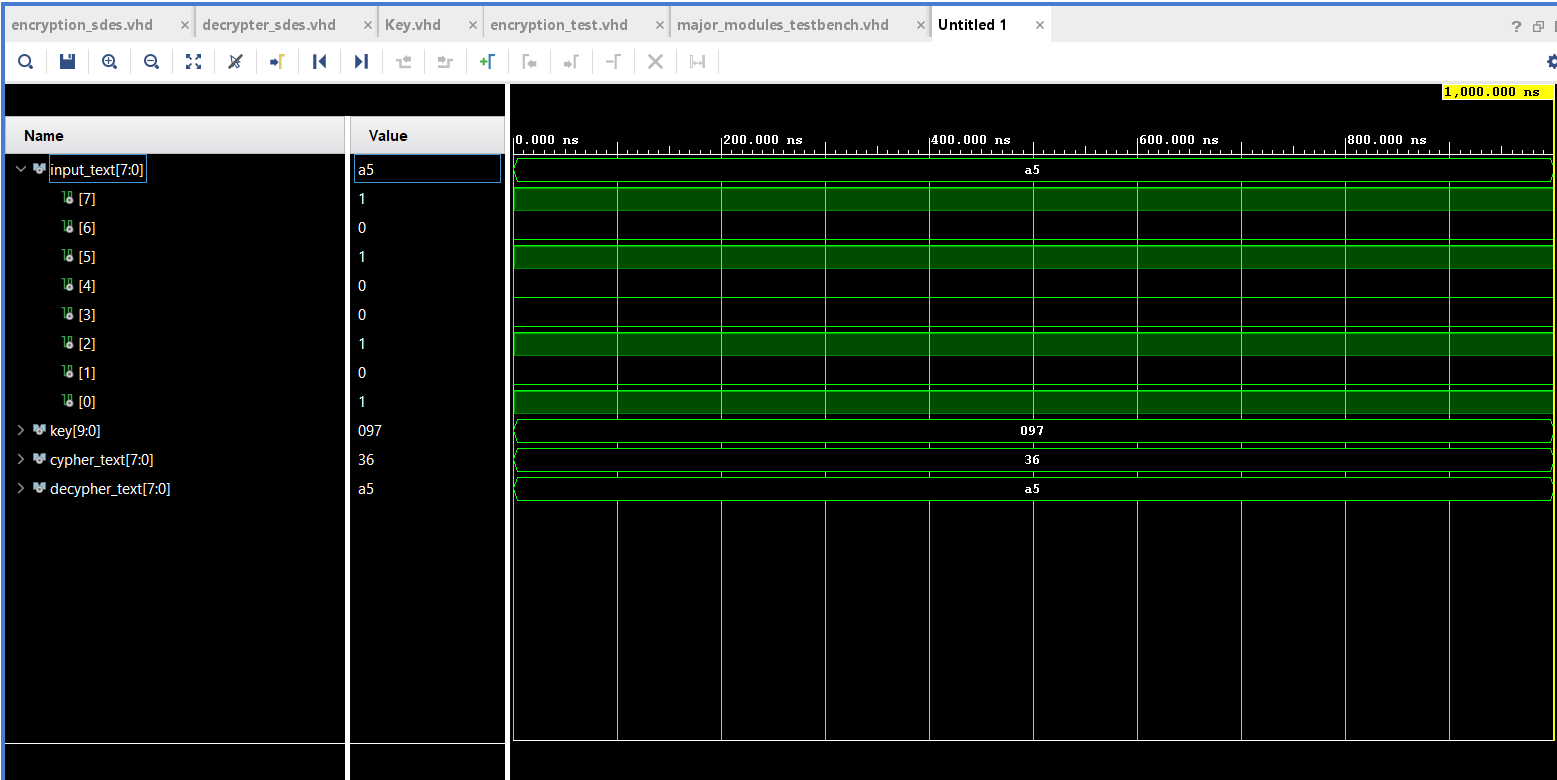 encryption_sdes.vhd × decrypter_sdes.vhd × Key.vhd × encryption_test.vhd × major_modules_testbench.vhd × Untitled 1 ×
1,000.000 ns
Name Value 0.000 ns 200.000 ns 400.000 ns 600.000 ns 800.000 ns
input_text[7:0] a5 a5
[7] 1
[6] 0
[5] 1
[4] 0
[3] 0
[2] 1
[1] 0
[0] 1
key[9:0] 097 097
cypher_text[7:0] 36 36
decypher_text[7:0] a5 a5